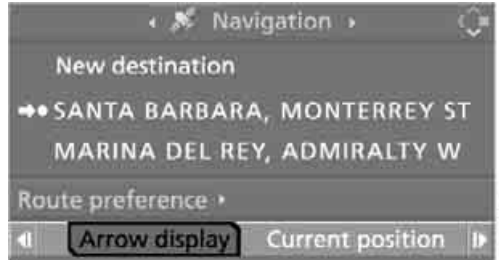 Navigation
New destination
SANTA BARBARA, MONTERREY ST
MARINA DEL REY, ADMIRALTY W
Route preference
Arrow display Current position